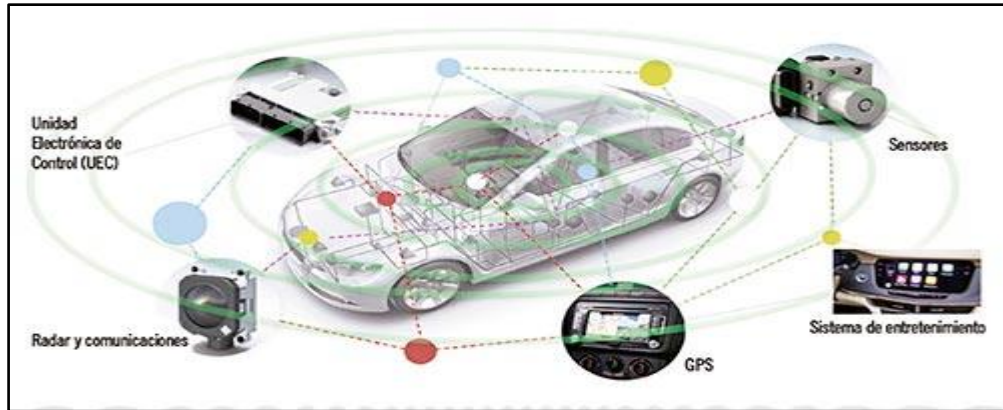 Unidad
Electrónica de
Control (UEC)
Sensores
Radar y comunicaciones
GPS
Sistema de entretenimiento